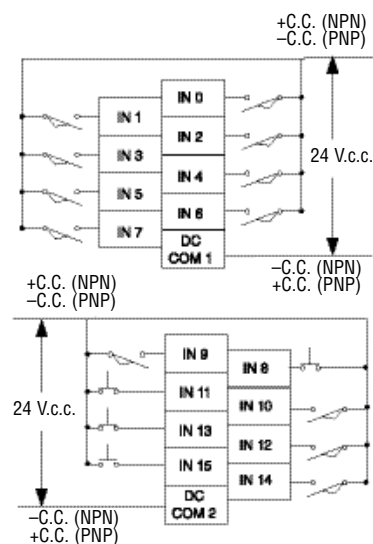 +C.C. (NPN)
−C.C. (PNP)
IN 0
IN 1
IN 2
IN 3
IN 4
IN 5
IN 6
IN 7
DC
COM 1
24 V.c.c.
−C.C. (NPN)
+C.C. (PNP)
+C.C. (NPN)
−C.C. (PNP)
IN 9
IN 8
IN 11
IN 10
IN 13
IN 12
IN 15
IN 14
DC
COM 2
24 V.c.c.
−C.C. (NPN)
+C.C. (PNP)